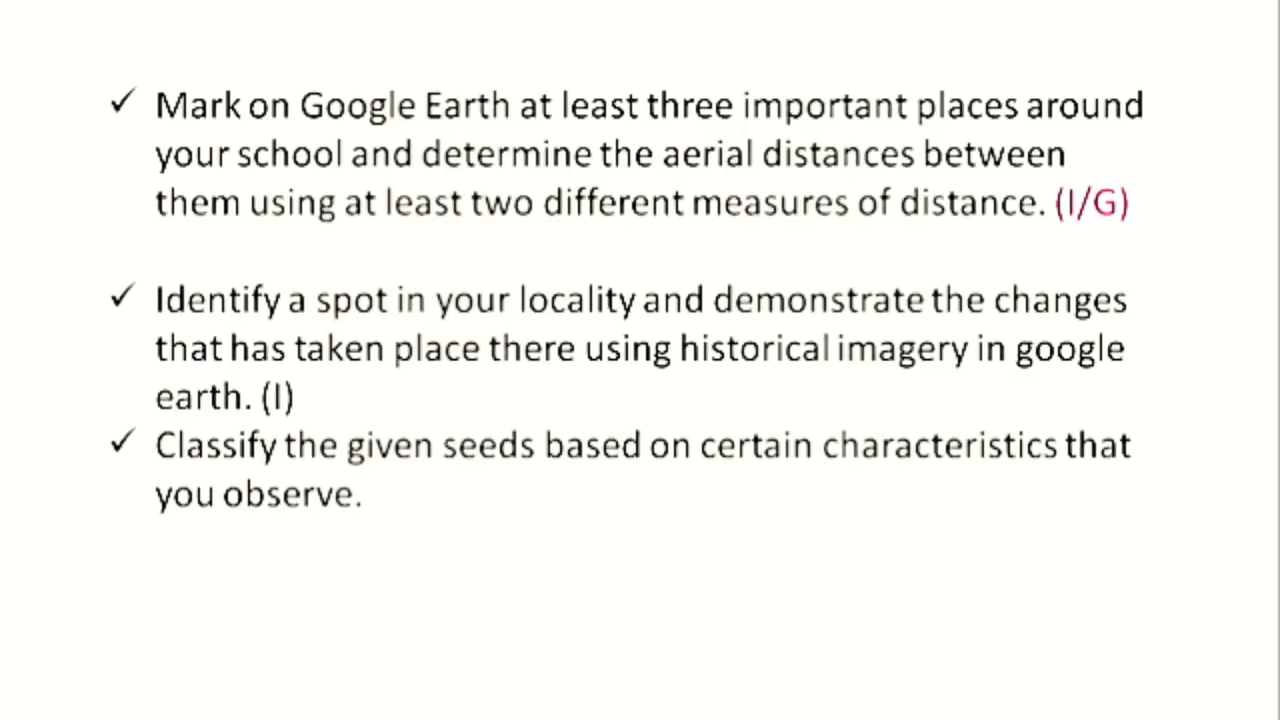 ✓ Mark on Google Earth at least three important places around
your school and determine the aerial distances between
them using at least two different measures of distance. (I/G)
✓ Identify a spot in your locality and demonstrate the changes
that has taken place there using historical imagery in google
earth. (I)
✓ Classify the given seeds based on certain characteristics that
you observe.